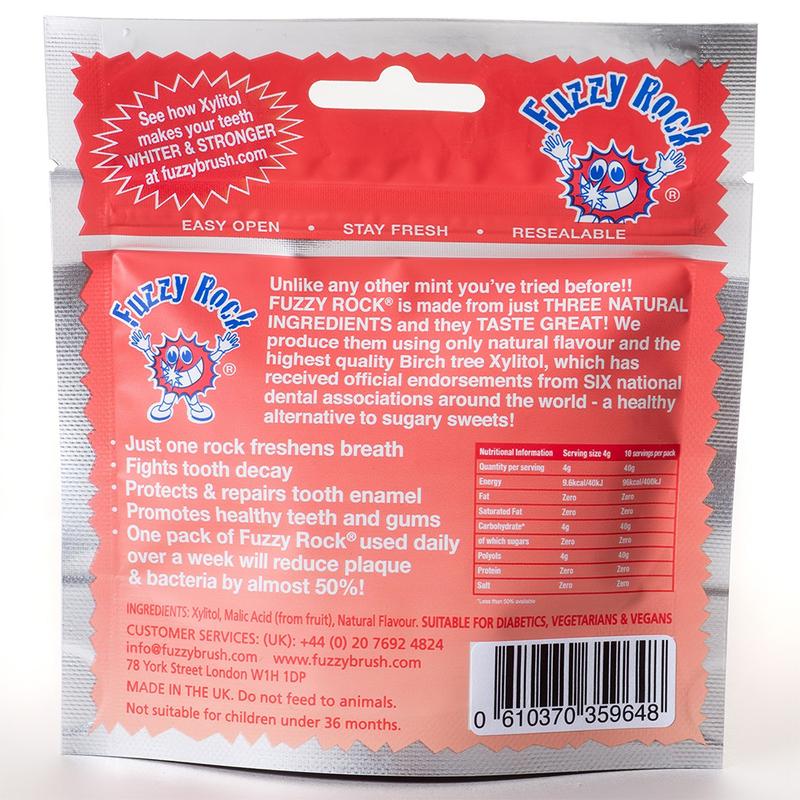 See how Xylitol
makes your teeth
WHITER & STRONGER
at fuzzybrush.com
Fuzzy Rock
®
EASY OPEN • STAY FRESH • RESEALABLE
Fuzzy Rock
®
Unlike any other mint you've tried before!!
FUZZY ROCK® is made from just THREE NATURAL
INGREDIENTS and they TASTE GREAT! We
produce them using only natural flavour and the
highest quality Birch tree Xylitol, which has
received official endorsements from SIX national
dental associations around the world - a healthy
alternative to sugary sweets!
• Just one rock freshens breath
• Fights tooth decay
• Protects & repairs tooth enamel
• Promotes healthy teeth and gums
• One pack of Fuzzy Rock® used daily
over a week will reduce plaque
& bacteria by almost 50%!
Nutritional Information Serving size 4g 10 servings per pack
Quantity per serving 4g 40g
Energy 9.6kcal/40kJ 96kcal/400kJ
Fat Zero Zero
Saturated Fat Zero Zero
Carbohydrate* 4g 40g
of which sugars Zero Zero
Polyols 4g 40g
Protein Zero Zero
Salt Zero Zero
*Less than 50% available
INGREDIENTS: Xylitol, Malic Acid (from fruit), Natural Flavour. SUITABLE FOR DIABETICS, VEGETARIANS & VEGANS
CUSTOMER SERVICES: (UK): +44 (0) 20 7692 4824
info@fuzzybrush.com www.fuzzybrush.com
78 York Street London W1H 1DP
MADE IN THE UK. Do not feed to animals.
Not suitable for children under 36 months.
0 610370 359648